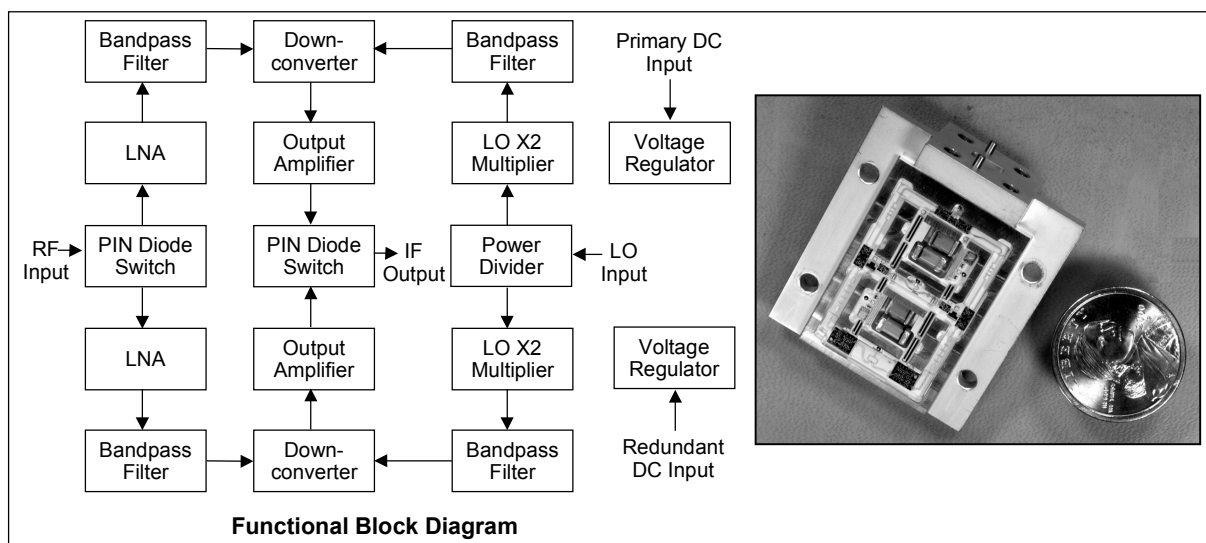 Bandpass
Filter
Down-
converter
Bandpass
Filter
Primary DC
Input
LNA
Output
Amplifier
LO X2
Multiplier
Voltage
Regulator
RF
Input
PIN Diode
Switch
PIN Diode
Switch
IF
Output
Power
Divider
LO
Input
LNA
Output
Amplifier
LO X2
Multiplier
Voltage
Regulator
Bandpass
Filter
Down-
converter
Bandpass
Filter
Redundant
DC Input
Functional Block Diagram